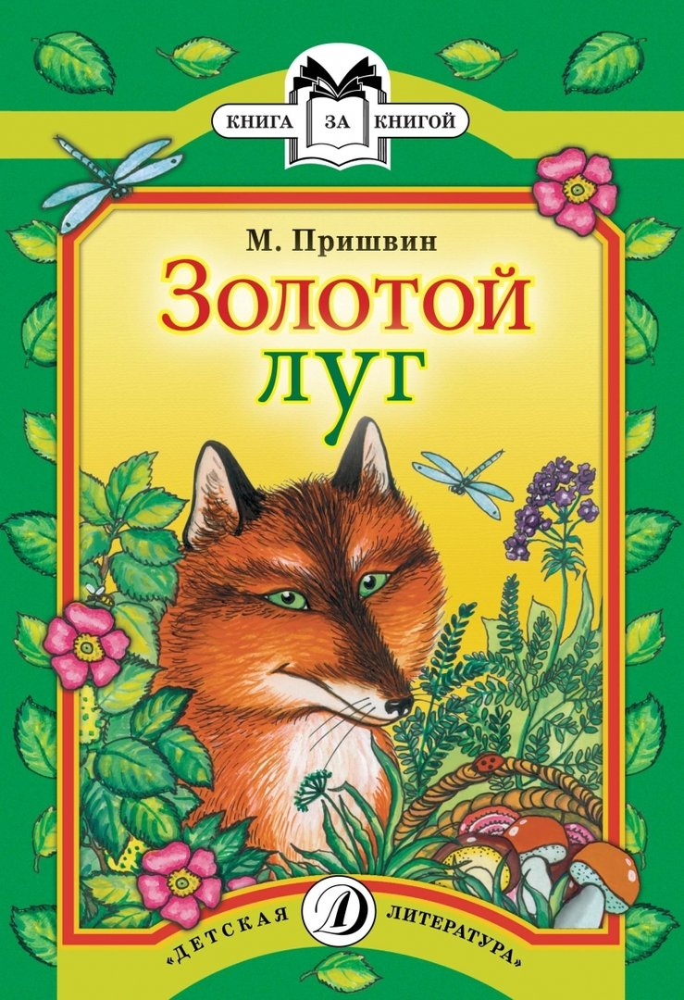 КНИГА ЗА КНИГОЙ
М. Пришвин
Золотой
луг
«ДЕТСКАЯ Д ЛИТЕРАТУРА»